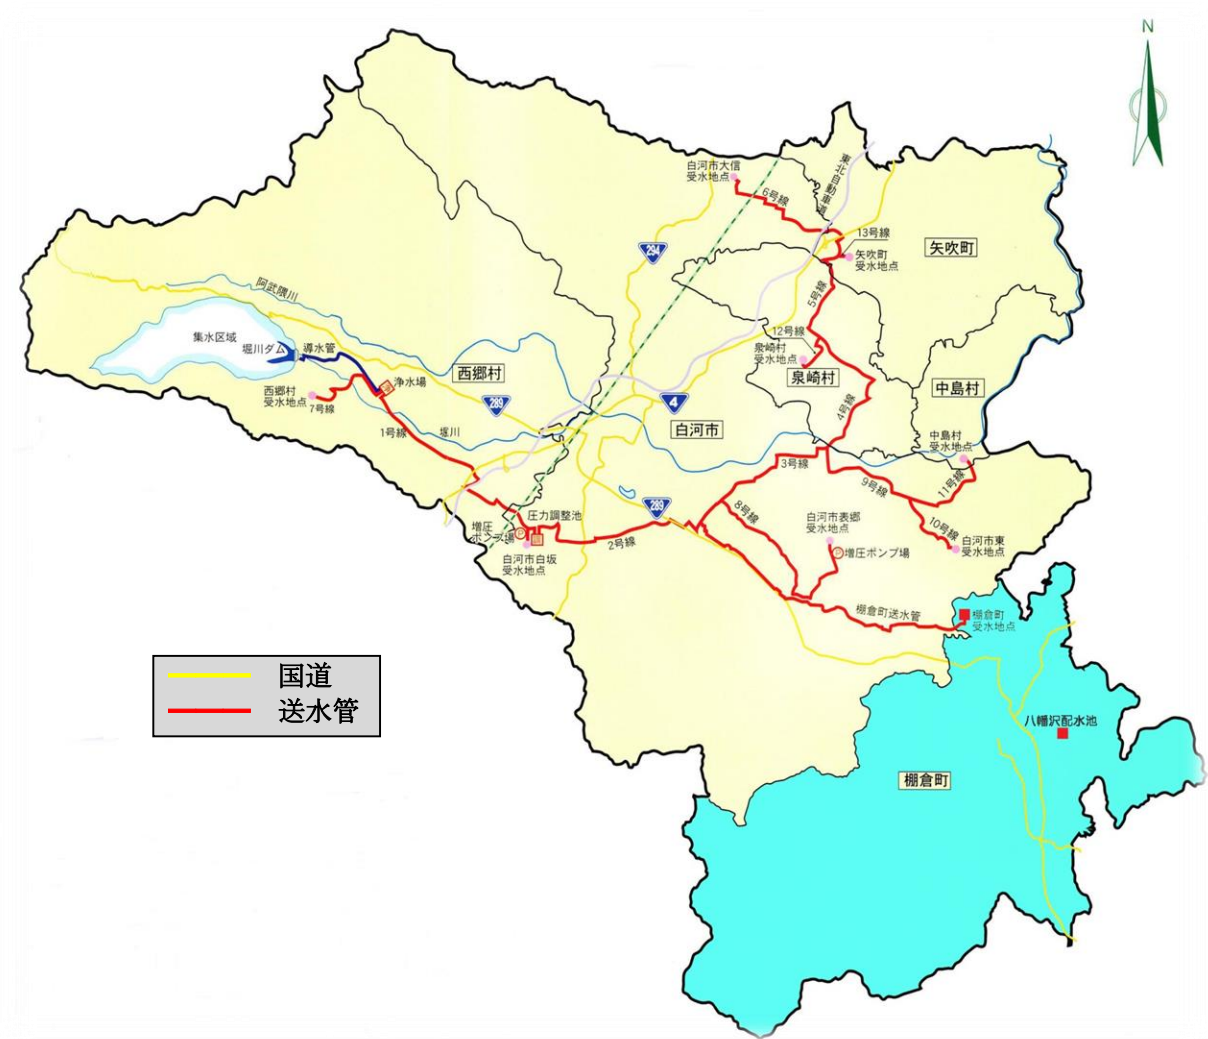 N
白河市大信
受水地点
東北自動車道
6号線
294
13号線
矢吹町
矢吹町
受水地点
阿武隈川
5号線
集水区域
堀川ダム
導水管
12号線
泉崎村
受水地点
西郷村
浄水場
泉崎村
中島村
西郷村
受水地点
7号線
289
4
4号線
1号線
堀川
白河市
中島村
受水地点
3号線
9号線
11号線
289
8号線
圧力調整池
増圧
ポンプ場
P
2号線
白河市表郷
受水地点
10号線
白河市東
受水地点
P
増圧ポンプ場
白河市白坂
受水地点
棚倉町送水管
棚倉町
受水地点
国道
送水管
八幡沢配水池
棚倉町